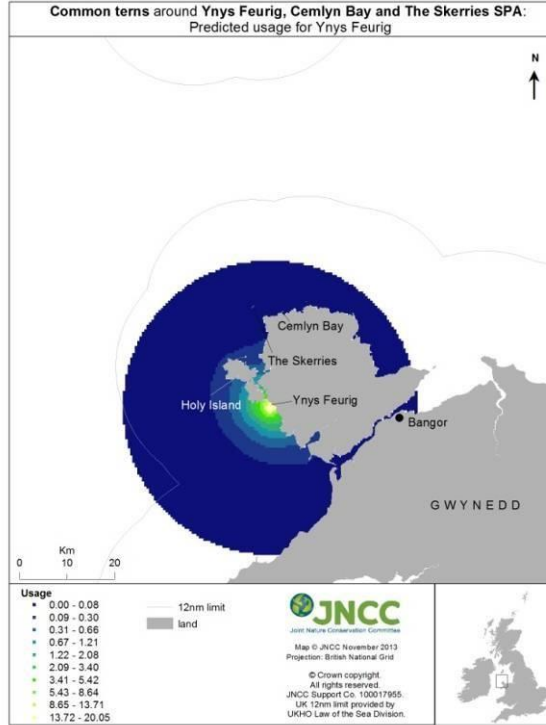 Common terns around Ynys Feurig, Cemlyn Bay and The Skerries SPA:
Predicted usage for Ynys Feurig
N
Cemlyn Bay
The Skerries
Holy Island
Ynys Feurig
Bangor
GWYNEDD
Km
0 10 20
Usage
0.00 - 0.08
0.09 - 0.30
0.31 - 0.66
0.67 - 1.21
1.22 - 2.08
2.09 - 3.40
3.41 - 5.42
5.43 - 8.64
8.65 - 13.71
13.72 - 20.05
12nm limit
land
JNCC
Joint Nature Conservation Committee
Map © JNCC November 2013
Projection: British National Grid
© Crown copyright.
All rights reserved.
JNCC Support Co. 100017955.
UK 12nm limit provided by
UKHO Law of the Sea Division.